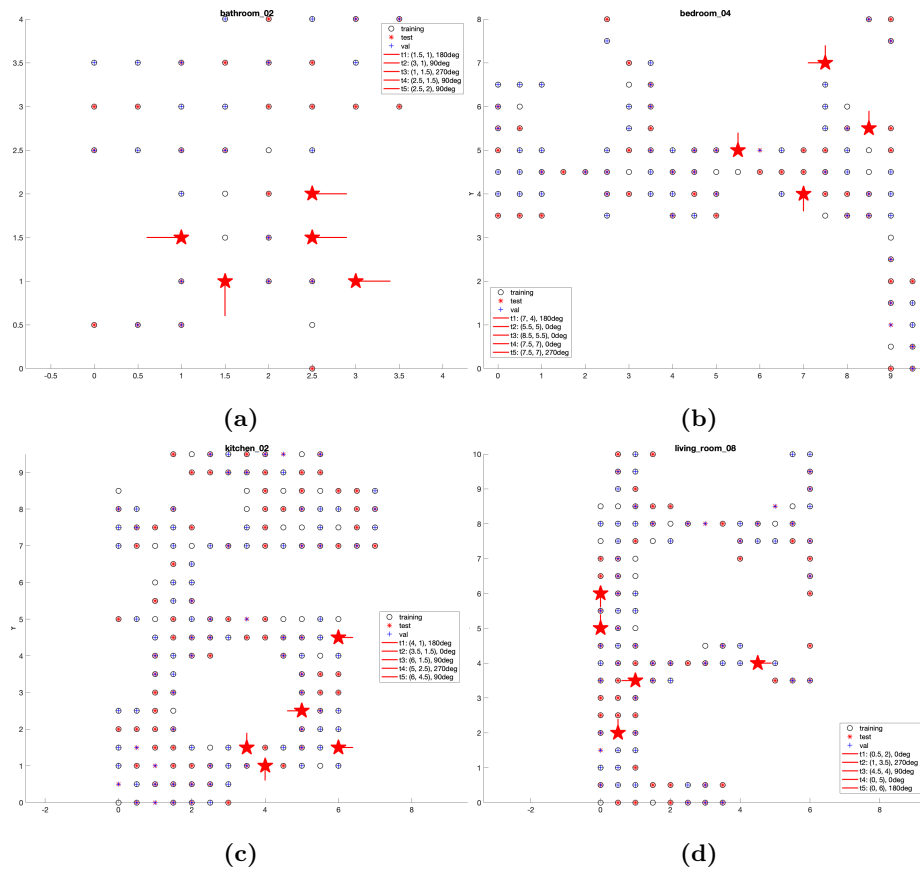 bathroom_02
4
3.5
3
2.5
2
1.5
1
0.5
0
-0.5 0 0.5 1 1.5 2 2.5 3 3.5 4
training
test
val
t1: (1.5, 1), 180deg
t2: (3, 1), 90deg
t3: (1, 1.5), 270deg
t4: (2.5, 1.5), 90deg
t5: (2.5, 2), 90deg
(a)
bedroom_04
8
7
6
5
4
3
2
1
0
Y
0 1 2 3 4 5 6 7 8 9
training
test
val
t1: (7, 4), 180deg
t2: (5.5, 5), 0deg
t3: (8.5, 5.5), 0deg
t4: (7.5, 7), 0deg
t5: (7.5, 7), 270deg
(b)
kitchen_02
9
8
7
6
5
4
3
2
1
0
Y
-2 0 2 4 6 8
training
test
val
t1: (4, 1), 180deg
t2: (3.5, 1.5), 0deg
t3: (6, 1.5), 90deg
t4: (5, 2.5), 270deg
t5: (6, 4.5), 90deg
(c)
living_room_08
10
9
8
7
6
5
4
3
2
1
0
-2 0 2 4 6 8
training
test
val
t1: (0.5, 2), 0deg
t2: (1, 3.5), 270deg
t3: (4.5, 4), 90deg
t4: (0, 5), 0deg
t5: (0, 6), 180deg
(d)